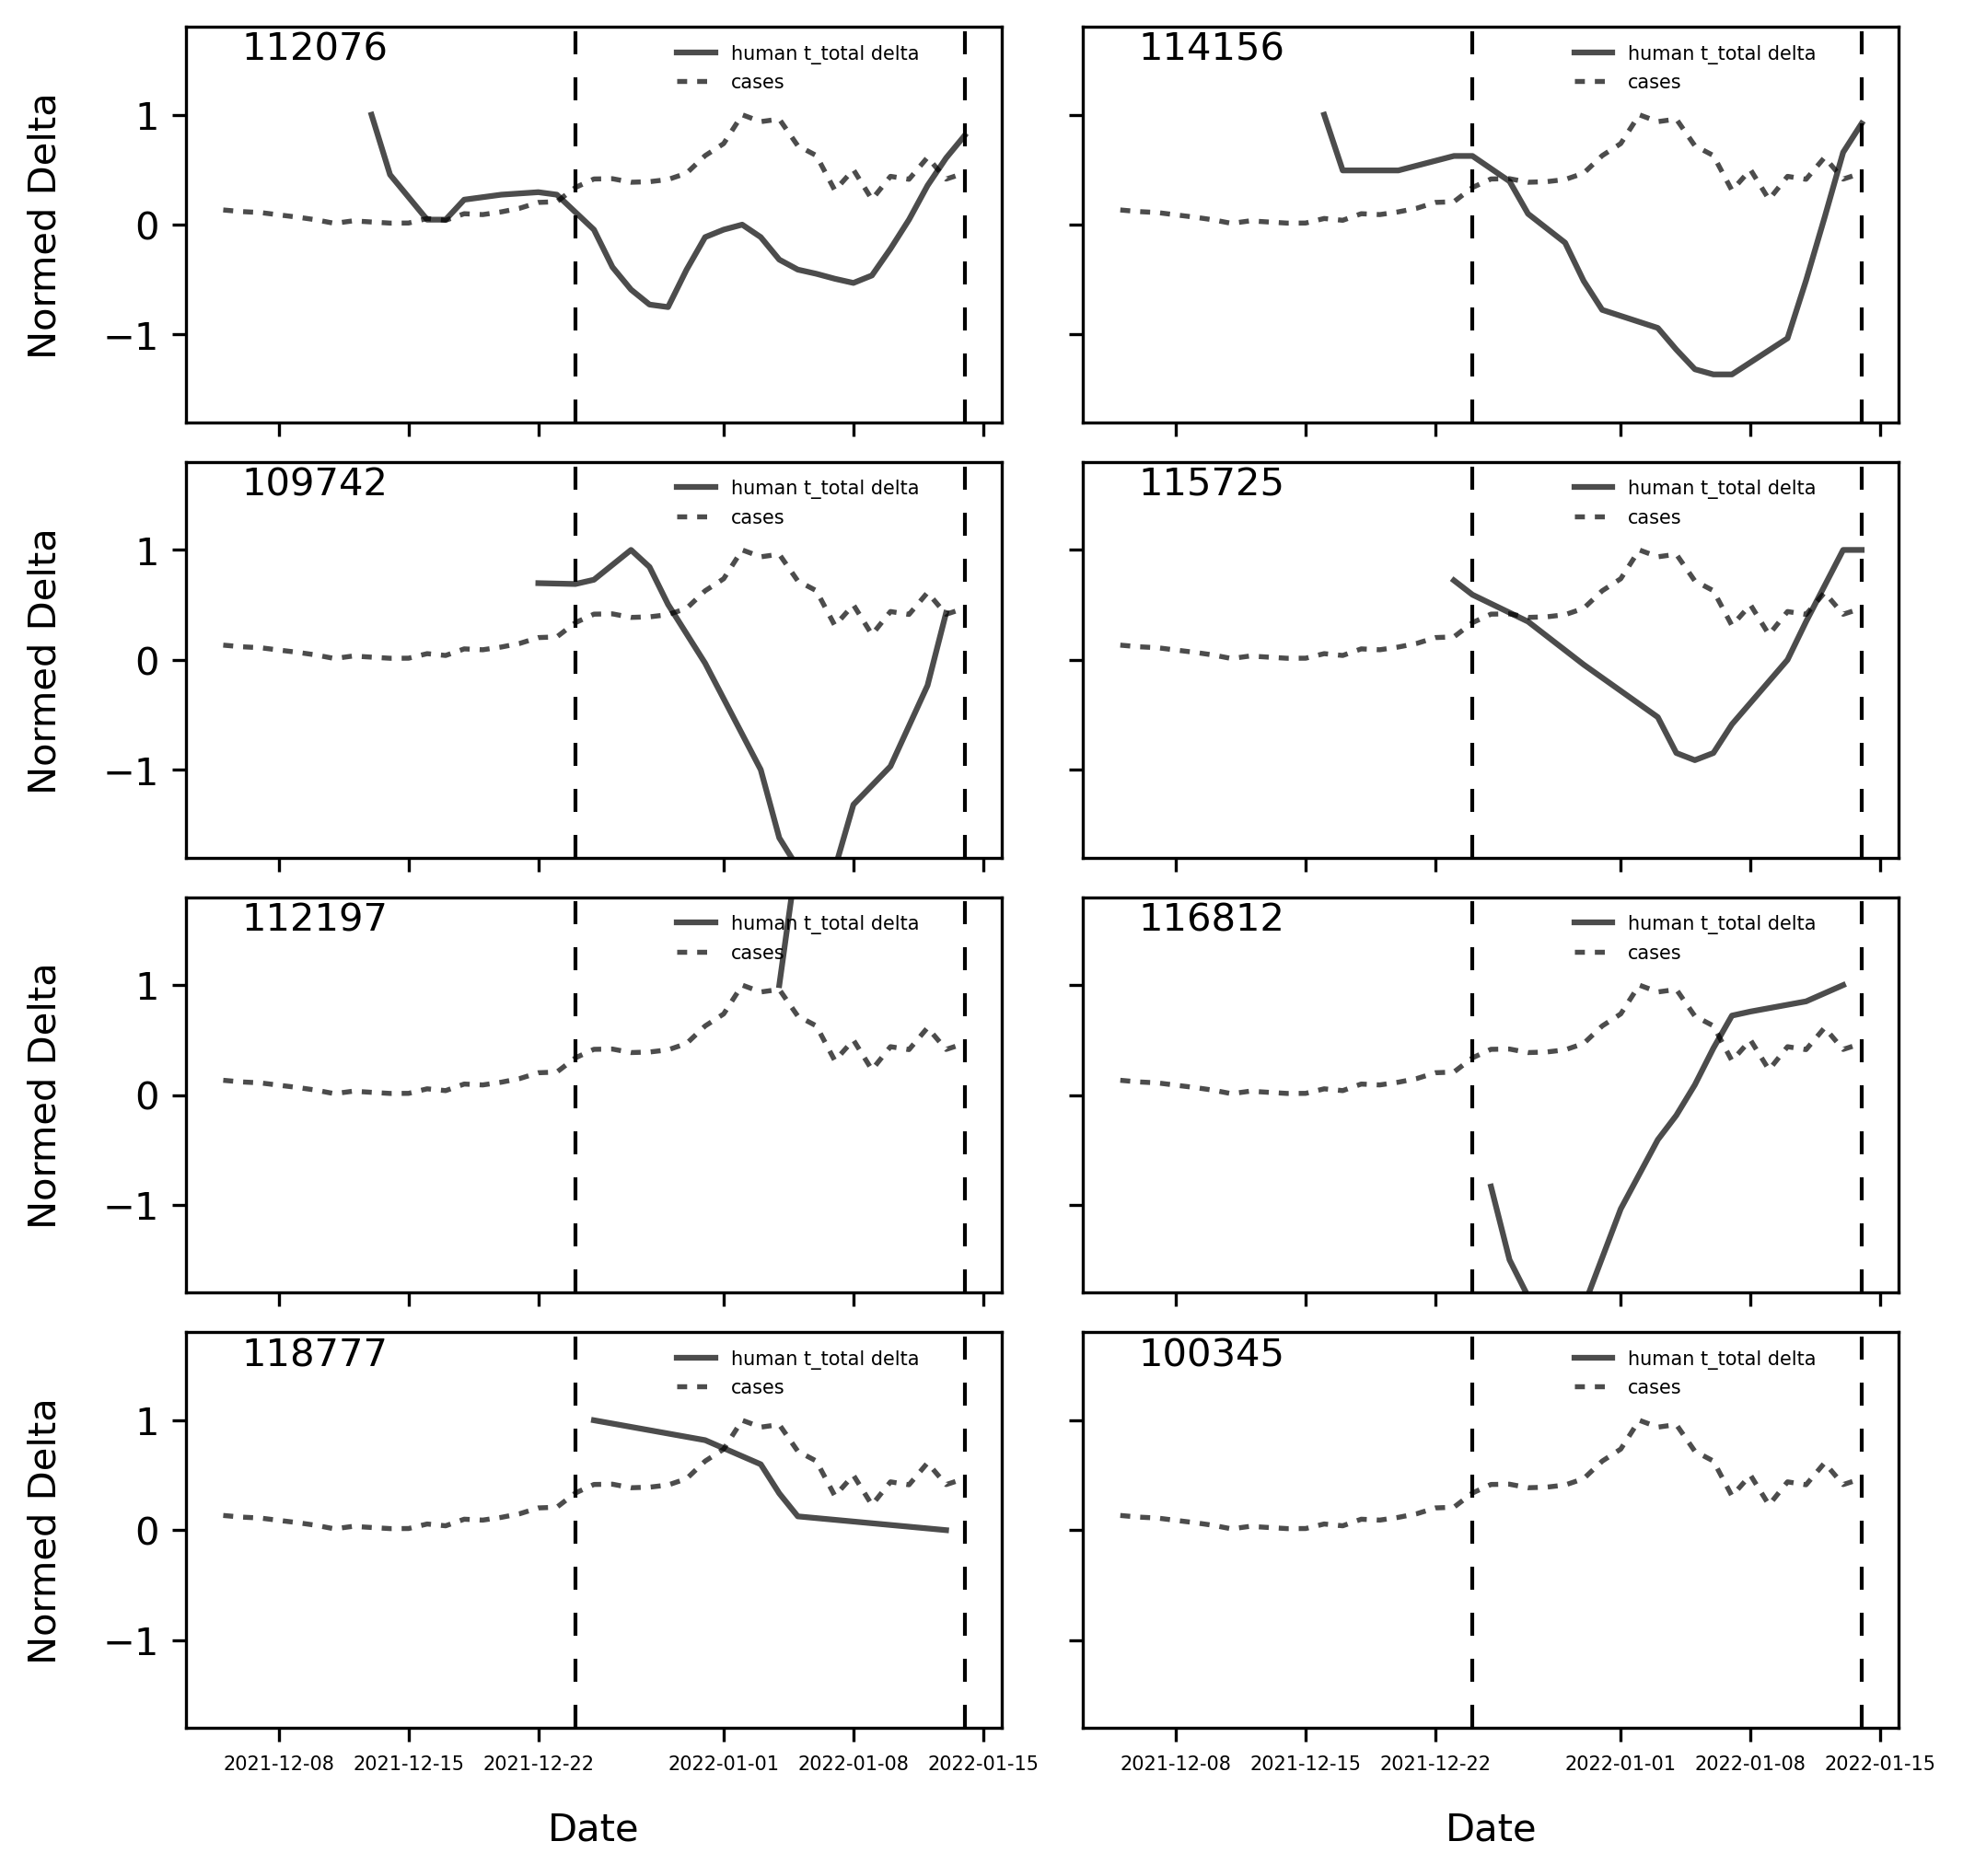 112076
human t_total delta
cases
Normed Delta
1
0
−1
114156
human t_total delta
cases
109742
human t_total delta
cases
Normed Delta
1
0
−1
115725
human t_total delta
cases
112197
human t_total delta
cases
Normed Delta
1
0
−1
116812
human t_total delta
cases
118777
human t_total delta
cases
Normed Delta
1
0
−1
2021-12-08 2021-12-15 2021-12-22 2022-01-01 2022-01-08 2022-01-15
Date
100345
human t_total delta
cases
2021-12-08 2021-12-15 2021-12-22 2022-01-01 2022-01-08 2022-01-15
Date